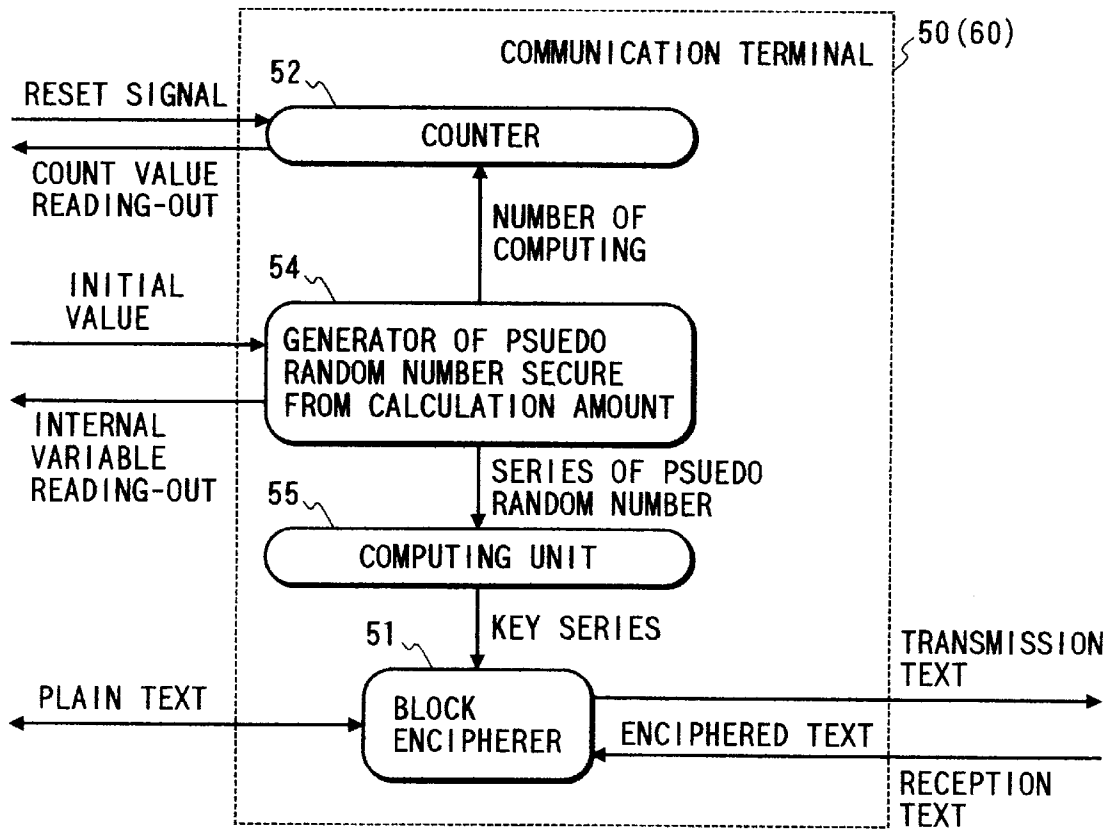 COMMUNICATION TERMINAL
50(60)
52
RESET SIGNAL
COUNTER
COUNT VALUE
READING-OUT
NUMBER OF
COMPUTING
54
INITIAL
VALUE
GENERATOR OF PSUEDO
RANDOM NUMBER SECURE
FROM CALCULATION AMOUNT
INTERNAL
VARIABLE
READING-OUT
SERIES OF PSUEDO
RANDOM NUMBER
55
COMPUTING UNIT
KEY SERIES
51
TRANSMISSION
TEXT
PLAIN TEXT
BLOCK
ENCIPHERER
ENCIPHERED TEXT
RECEPTION
TEXT